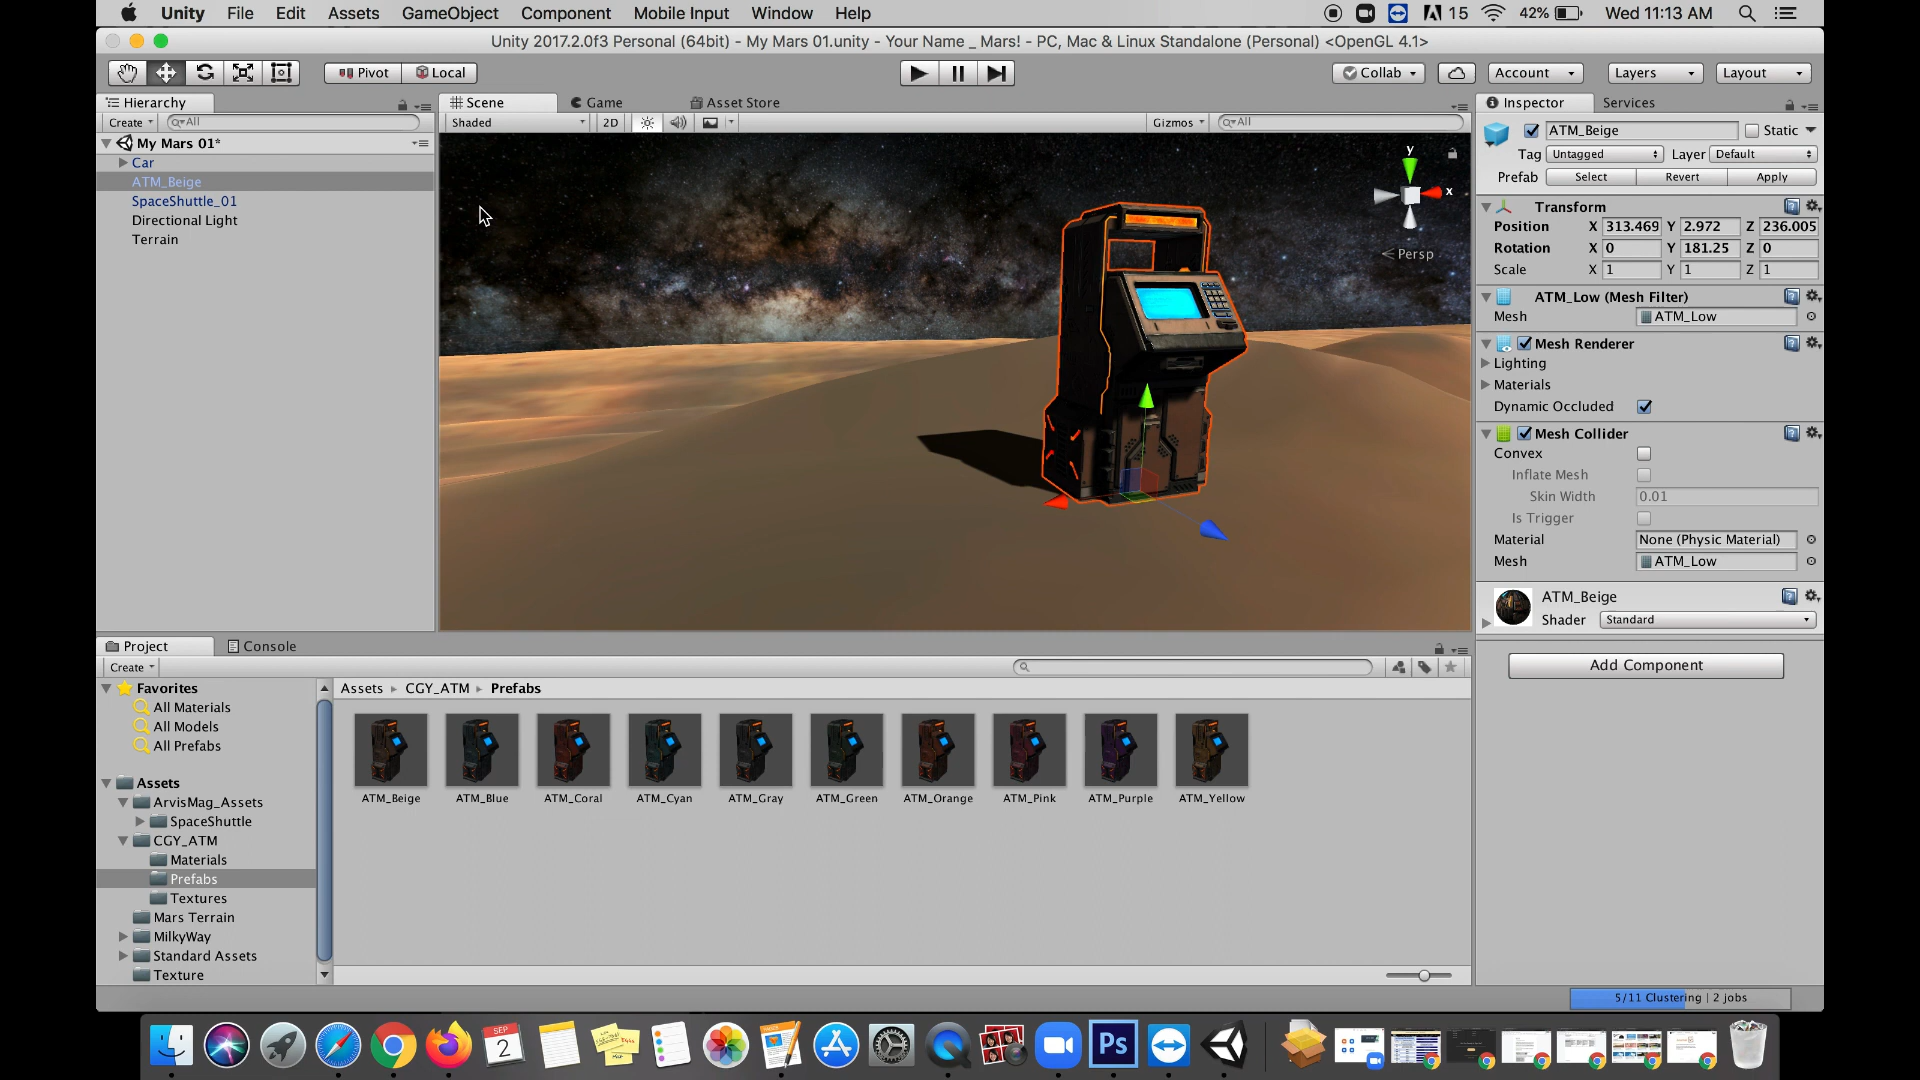 Unity File Edit Assets GameObject Component Mobile Input Window Help 15 42% Wed 11:13 AM
Unity 2017.2.0f3 Personal (64bit) - My Mars 01.unity - Your Name _ Mars! - PC, Mac & Linux Standalone (Personal) <OpenGL 4.1>
Pivot Local Collab Account Layers Layout
Hierarchy Scene Game Asset Store Inspector Services
Create All Shaded 2D Gizmos All
My Mars 01*
Car
ATM_Beige
SpaceShuttle_01
Directional Light
Terrain
y
x
Persp
ATM_Beige Static
Tag Untagged Layer Default
Prefab Select Revert Apply
Transform
Position X 313.469 Y 2.972 Z 236.005
Rotation X 0 Y 181.25 Z 0
Scale X 1 Y 1 Z 1
ATM_Low (Mesh Filter)
Mesh ATM_Low
Mesh Renderer
Lighting
Materials
Dynamic Occluded
Mesh Collider
Convex
Inflate Mesh
Skin Width 0.01
Is Trigger
Material None (Physic Material)
Mesh ATM_Low
ATM_Beige
Shader Standard
Add Component
Project Console
Create
Favorites
All Materials
All Models
All Prefabs
Assets
ArvisMag_Assets
SpaceShuttle
CGY_ATM
Materials
Prefabs
Textures
Mars Terrain
MilkyWay
Standard Assets
Texture
Assets CGY_ATM Prefabs
ATM_Beige ATM_Blue ATM_Coral ATM_Cyan ATM_Gray ATM_Green ATM_Orange ATM_Pink ATM_Purple ATM_Yellow
5/11 Clustering | 2 jobs
SEP
2
Ps